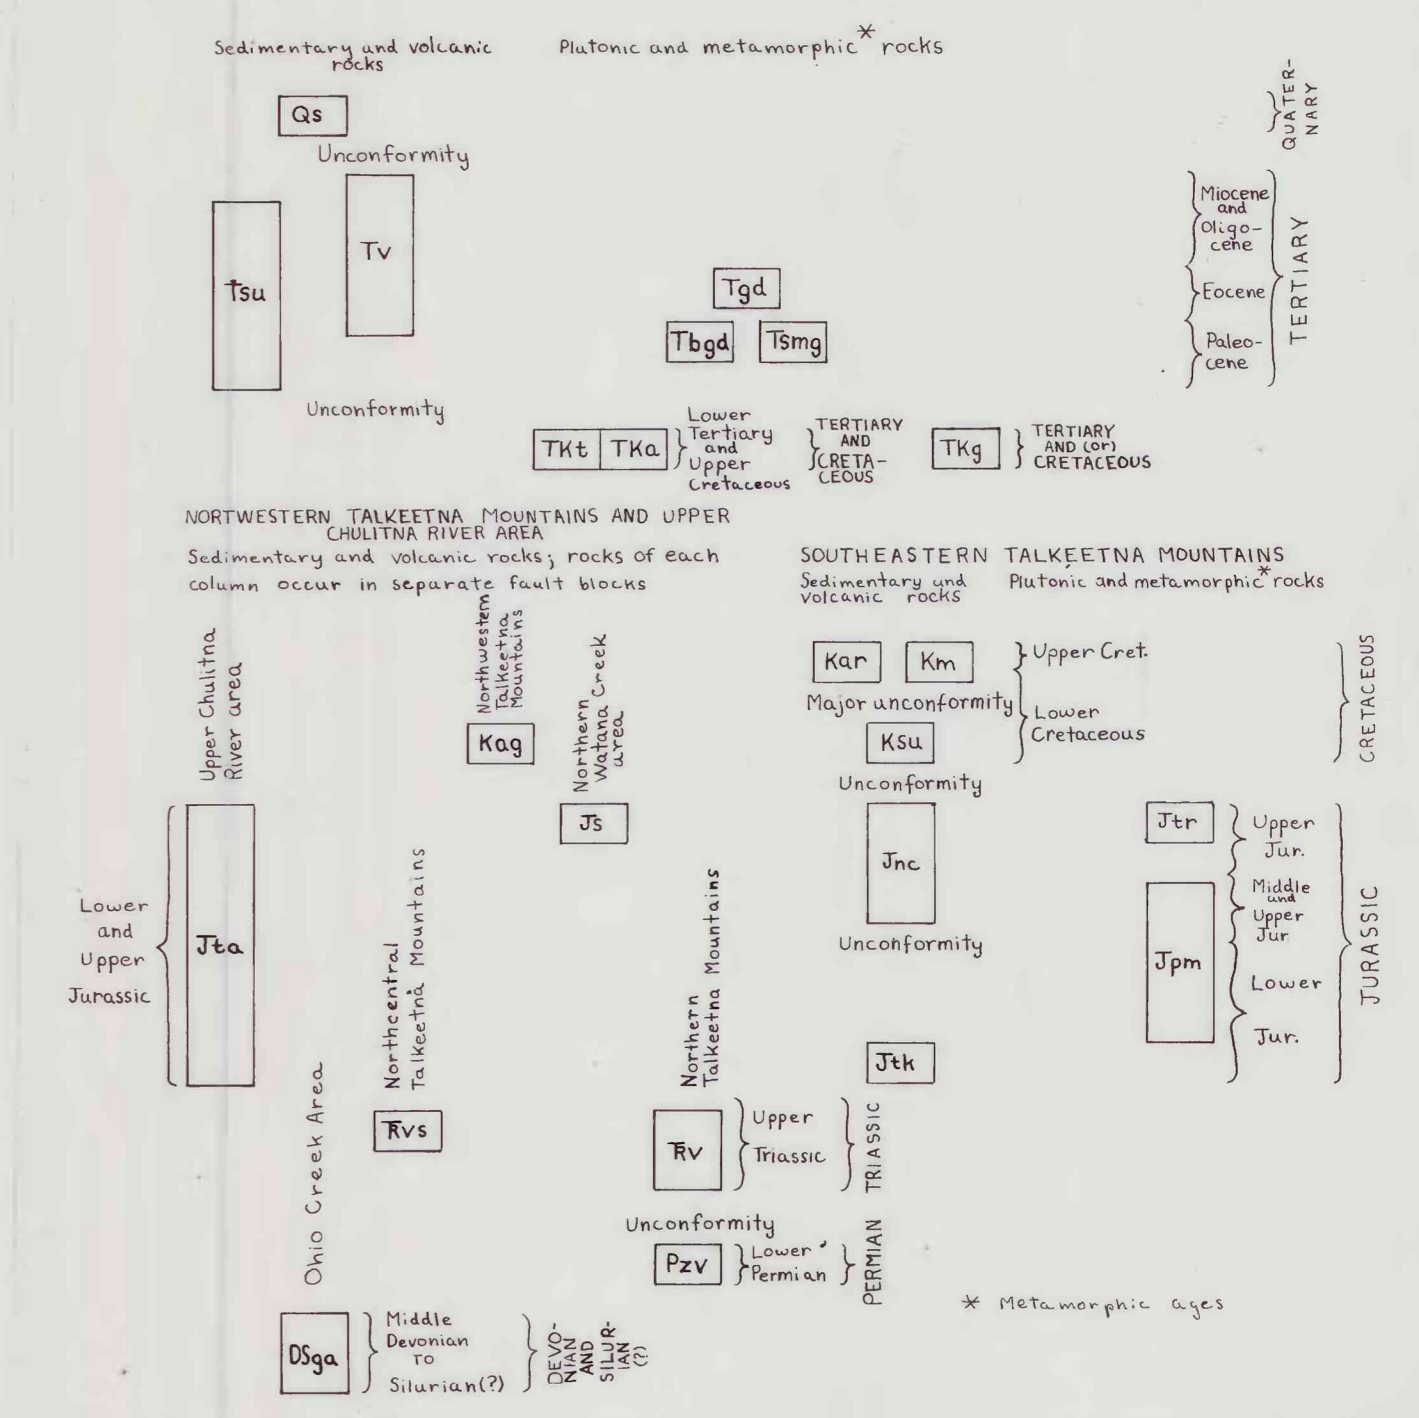 Sedimentary and volcanic
rocks
Plutonic and metamorphic* rocks
Qs
Unconformity
QUATER-
NARY
Tsu
Tv
Tgd
Tbgd
Tsmg
Miocene
and
Oligo-
cene
Eocene
Paleo-
cene
TERTIARY
Unconformity
TKt
TKa
Lower
Tertiary
and
Upper
Cretaceous
TERTIARY
AND
CRETA-
CEOUS
TKg
TERTIARY
AND (OR)
CRETACEOUS
NORTWESTERN TALKEETNA MOUNTAINS AND UPPER
CHULITNA RIVER AREA
Sedimentary and volcanic rocks; rocks of each
column occur in separate fault blocks
SOUTHEASTERN TALKEETNA MOUNTAINS
Sedimentary and
volcanic rocks
Plutonic and metamorphic* rocks
Upper Chulitna
River area
Northwestern
Talkeetna
Mountains
Kag
Northern
Watana Creek
area
Js
Kar
Km
Upper Cret.
Major unconformity
Ksu
Lower
Cretaceous
CRETACEOUS
Unconformity
Lower
and
Upper
Jurassic
Jta
Jnc
Jtr
Upper
Jur.
Middle
and
Upper
Jur
Unconformity
Jpm
Lower
Jur.
JURASSIC
Jtk
Northcentral
Talkeetna Mountains
TRvs
Northern
Talkeetna Mountains
TRv
Upper
Triassic
TRIASSIC
Unconformity
Pzv
Lower
Permian
PERMIAN
Ohio Creek Area
DSga
Middle
Devonian
TO
Silurian(?)
DEVO-
NIAN
AND
SILUR-
IAN
(?)
* Metamorphic ages